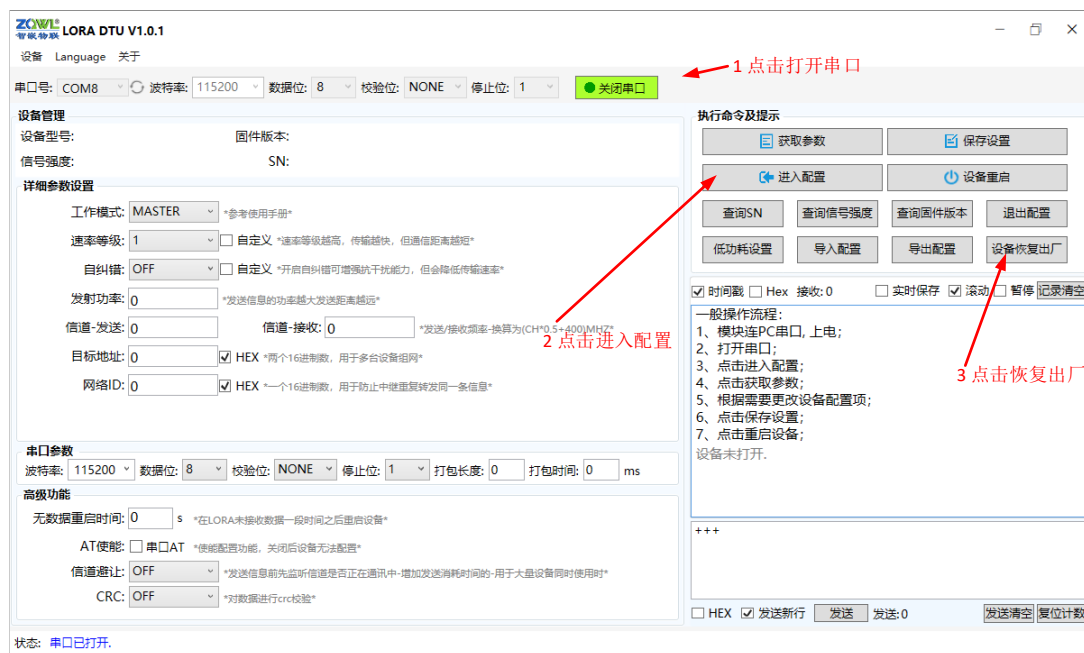 ZQWL
智嵌物联 LORA DTU V1.0.1
设备 Language 关于
1 点击打开串口
串口号: COM8 波特率: 115200 数据位: 8 校验位: NONE 停止位: 1 关闭串口
设备管理
设备型号: 固件版本:
信号强度: SN:
详细参数设置
工作模式: MASTER *参考使用手册*
速率等级: 1 自定义 *速率等级越高，传输越快，但通信距离越短*
自纠错: OFF 自定义 *开启自纠错可增强抗干扰能力，但会降低传输速率*
发射功率: 0 *发送信息的功率越大发送距离越远*
信道-发送: 0 信道-接收: 0 *发送/接收频率-换算为(CH*0.5+400)MHZ*
2 点击进入配置
目标地址: 0 HEX *两个16进制数，用于多台设备组网*
网络ID: 0 HEX *一个16进制数，用于防止中继重复转发同一条信息*
串口参数
波特率: 115200 数据位: 8 校验位: NONE 停止位: 1 打包长度: 0 打包时间: 0 ms
高级功能
无数据重启时间: 0 s *在LORA未接收数据一段时间之后重启设备*
AT使能: 串口AT *使能配置功能，关闭后设备无法配置*
信道避让: OFF *发送信息前先监听信道是否正在通讯中-增加发送消耗时间的-用于大量设备同时使用时*
CRC: OFF *对数据进行crc校验*
执行命令及提示
获取参数 保存设置
进入配置 设备重启
查询SN 查询信号强度 查询固件版本 退出配置
低功耗设置 导入配置 导出配置 设备恢复出厂
时间戳 Hex 接收: 0 实时保存 滚动 暂停 记录清空
一般操作流程：
1、模块连PC串口, 上电;
2、打开串口;
3、点击进入配置;
4、点击获取参数;
5、根据需要更改设备配置项;
6、点击保存设置;
7、点击重启设备;
设备未打开.
3 点击恢复出厂
+++
HEX 发送新行 发送 发送: 0 发送清空 复位计数
状态: 串口已打开.